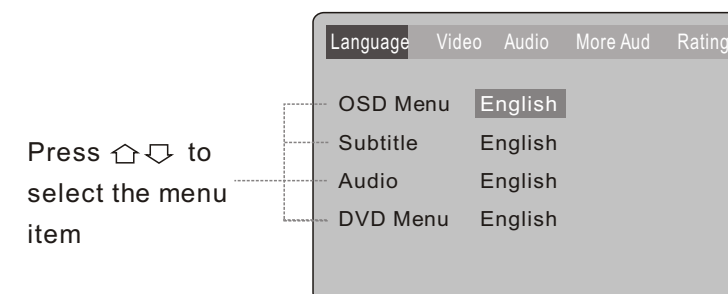 Language Video Audio More Aud Rating
OSD Menu English
Subtitle English
Audio English
DVD Menu English
Press ⇧⇩ to
select the menu
item